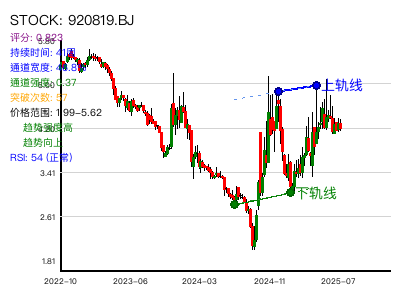 STOCK: 920819.BJ
评分: 0.823
持续时间: 41周
通道宽度: 
通道强度: 0.37
突破次数: 57
价格范围: 1.99-5.62
趋势强度高
趋势向上
RSI: 54 (正常)
上轨线
下轨线
3.41
2.61
1.81
2022-10
2023-06
2024-03
2024-11
2025-07